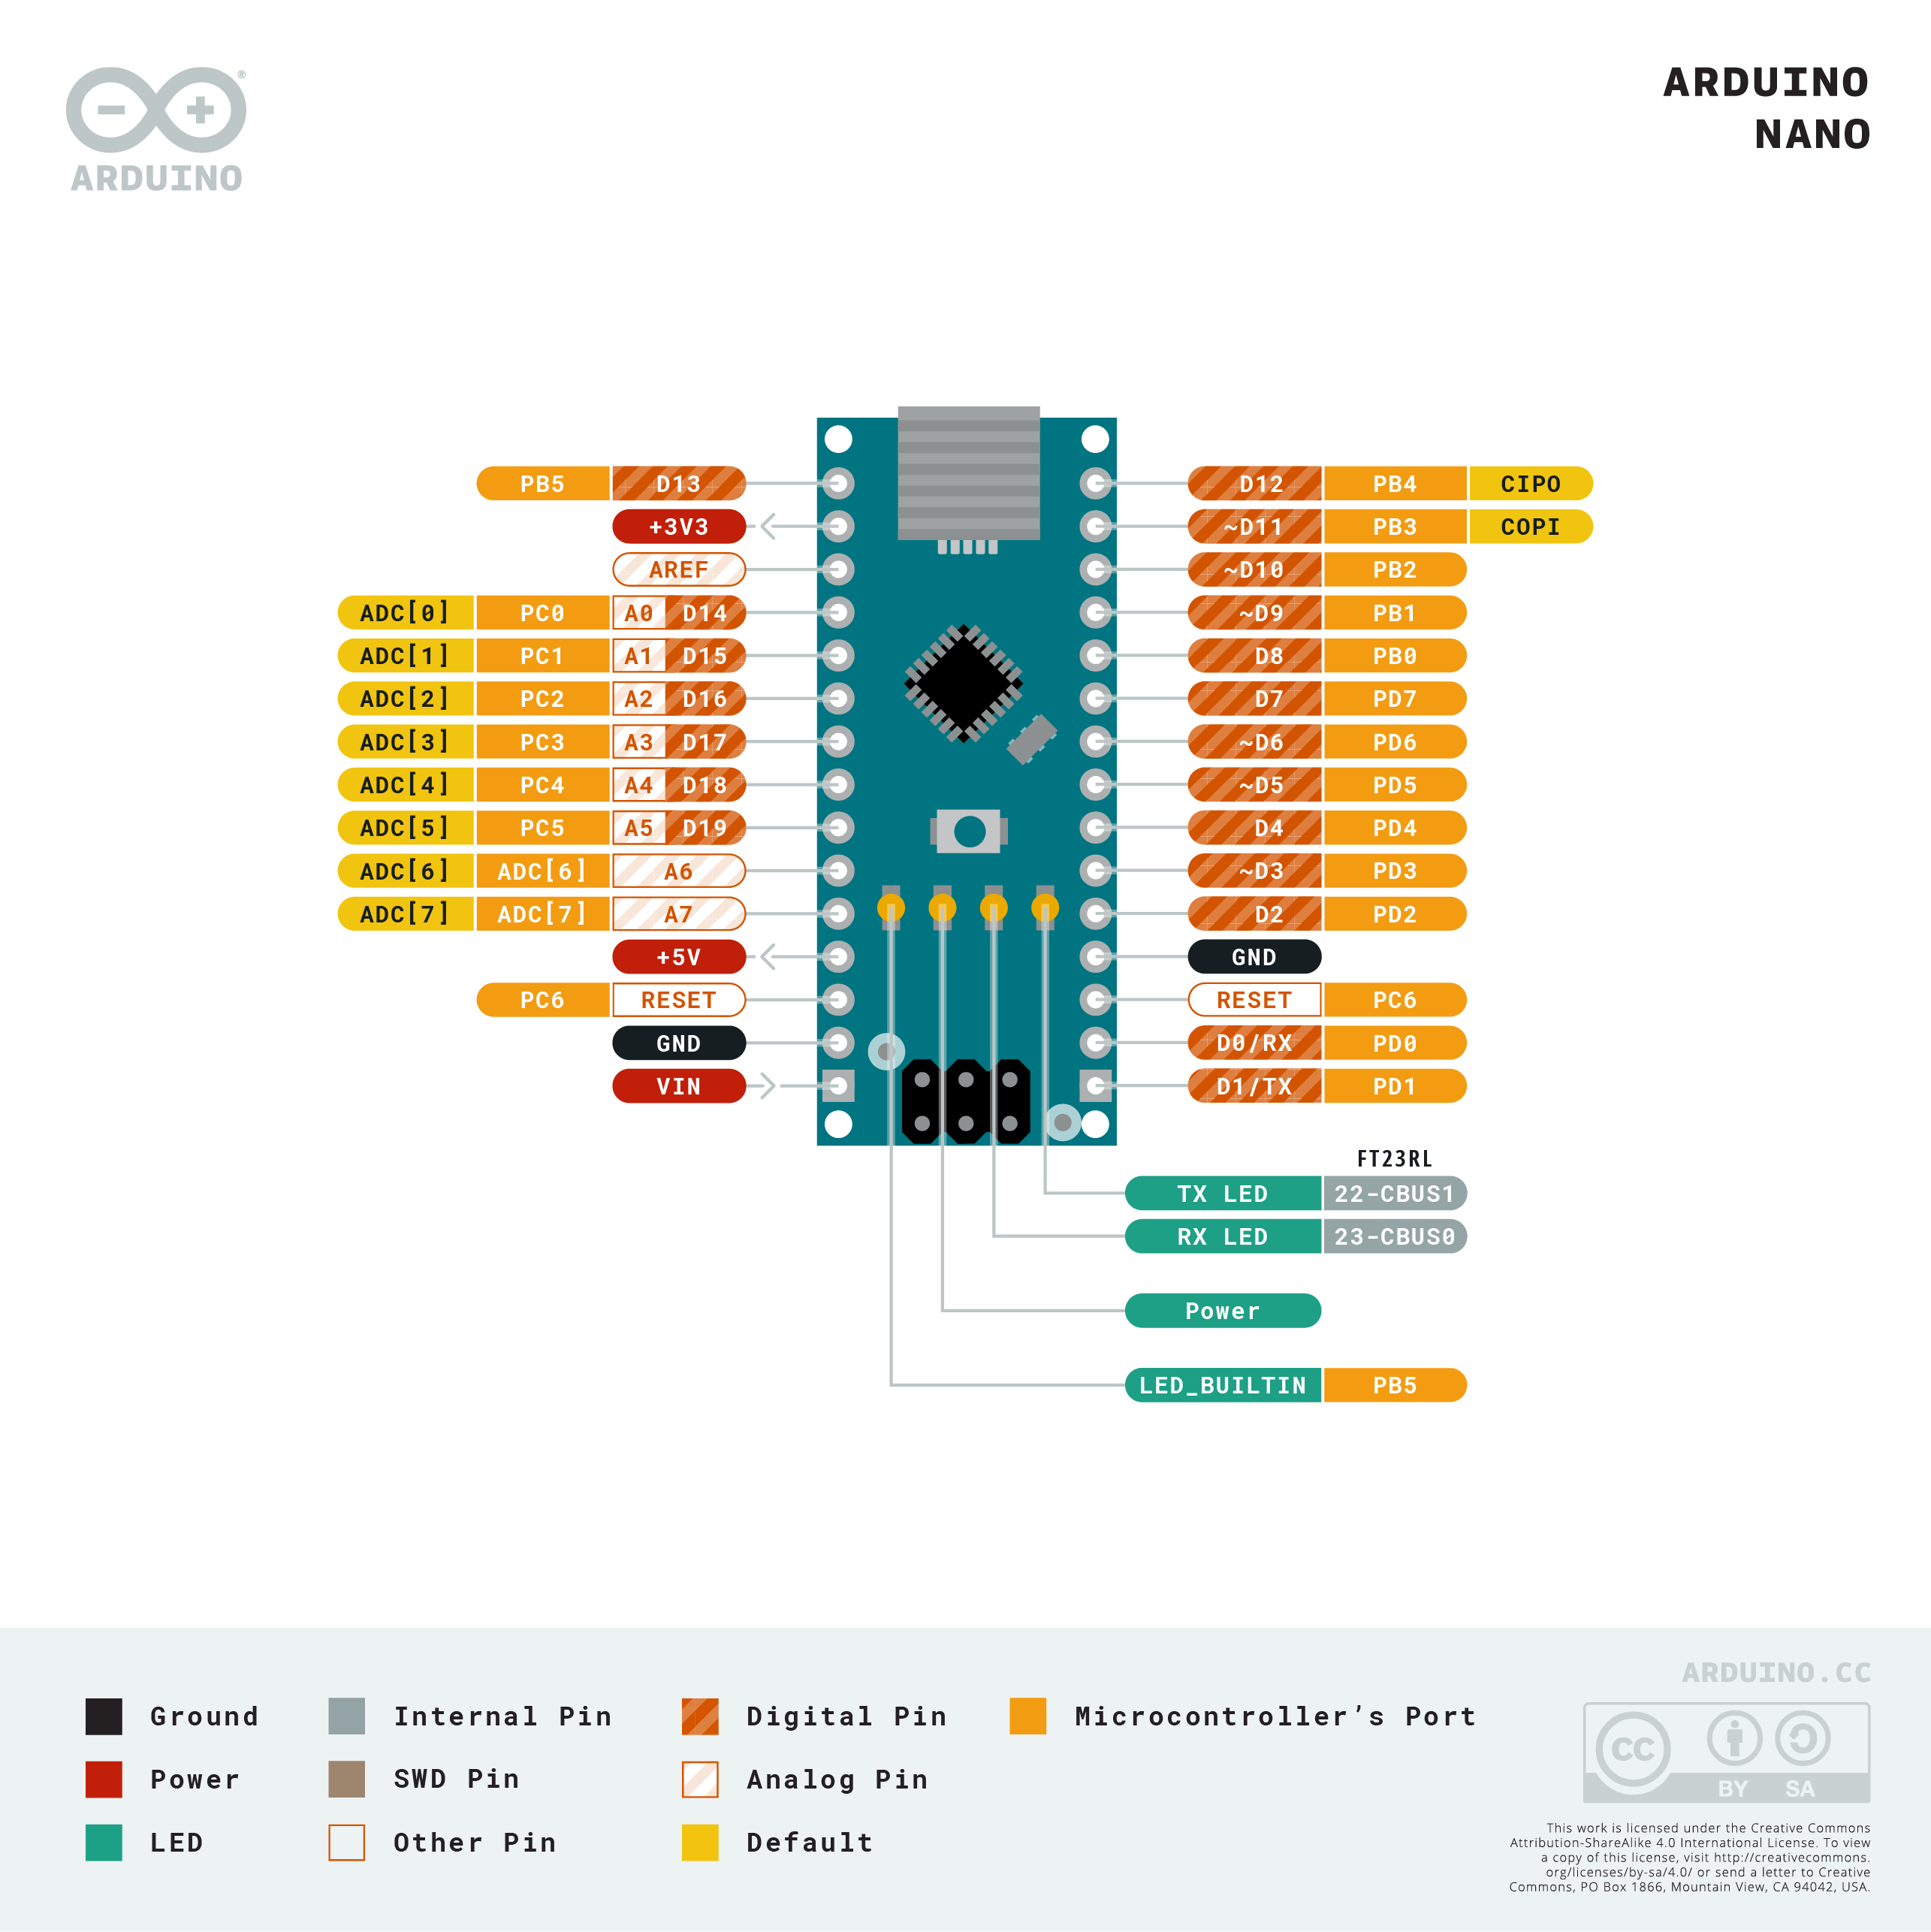 ®
ARDUINO
ARDUINO
NANO
PB5 D13
+3V3
AREF
ADC[0] PC0 A0 D14
ADC[1] PC1 A1 D15
ADC[2] PC2 A2 D16
ADC[3] PC3 A3 D17
ADC[4] PC4 A4 D18
ADC[5] PC5 A5 D19
ADC[6] ADC[6] A6
ADC[7] ADC[7] A7
+5V
PC6 RESET
GND
VIN
D12 PB4 CIPO
~D11 PB3 COPI
~D10 PB2
~D9 PB1
D8 PB0
D7 PD7
~D6 PD6
~D5 PD5
D4 PD4
~D3 PD3
D2 PD2
GND
RESET PC6
D0/RX PD0
D1/TX PD1
FT23RL
TX LED 22-CBUS1
RX LED 23-CBUS0
Power
LED_BUILTIN PB5
Ground
Power
LED
Internal Pin
SWD Pin
Other Pin
Digital Pin
Analog Pin
Default
Microcontroller’s Port
ARDUINO.CC
CC
BY SA
This work is licensed under the Creative Commons
Attribution-ShareAlike 4.0 International License. To view
a copy of this license, visit http://creativecommons.
org/licenses/by-sa/4.0/ or send a letter to Creative
Commons, PO Box 1866, Mountain View, CA 94042, USA.